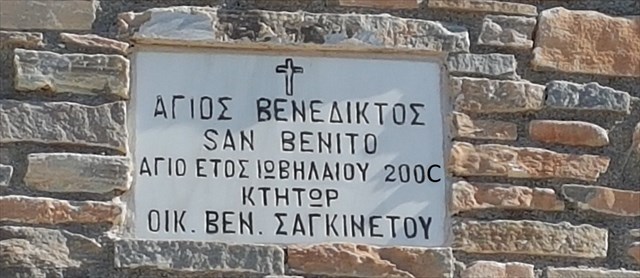 ΑΓΙΟΣ ΒΕΝΕΔΙΚΤΟΣ
SAN BENITO
ΑΓΙΟ ΕΤΟΣ ΙΩΒΗΛΑΙΟΥ 200C
ΚΤΗΤΩΡ
ΟΙΚ. ΒΕΝ. ΣΑΓΚΙΝΕΤΟΥ